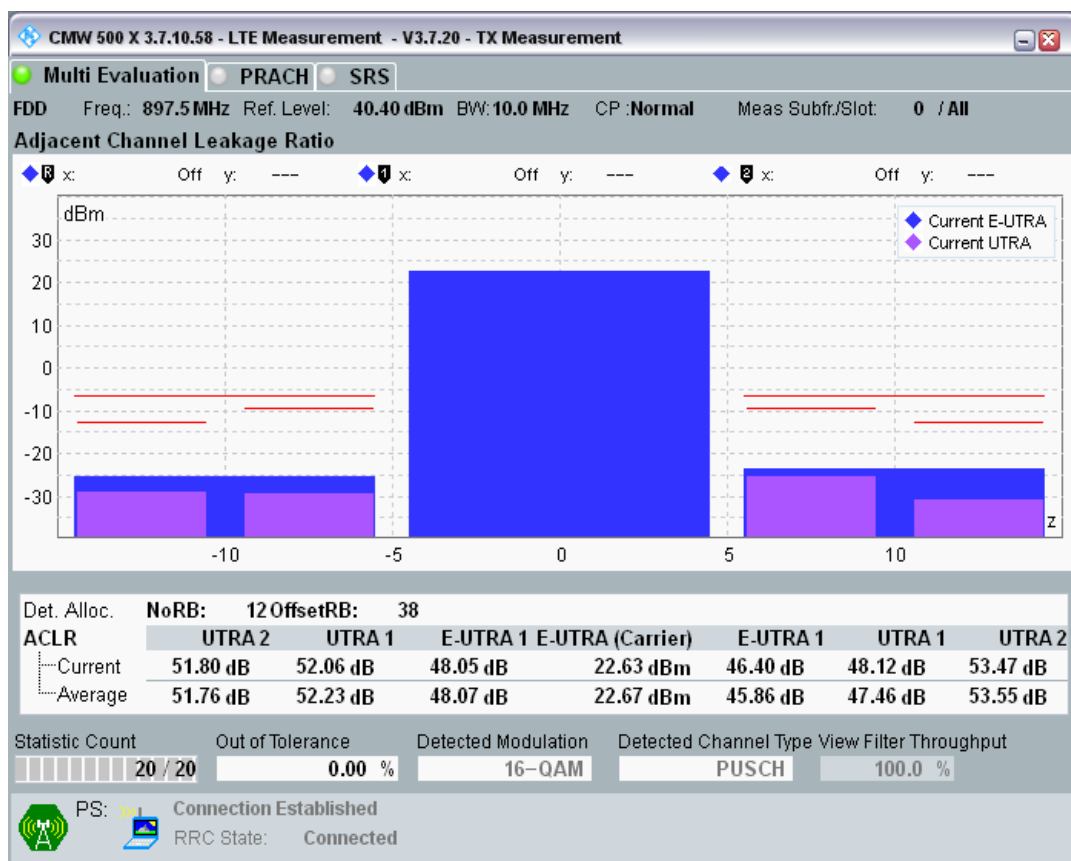 CMW 500 X 3.7.10.58 - LTE Measurement - V3.7.20 - TX Measurement
Multi Evaluation PRACH SRS
FDD Freq.: 897.5 MHz Ref. Level: 40.40 dBm BW: 10.0 MHz CP :Normal Meas Subfr./Slot: 0 / All
Adjacent Channel Leakage Ratio
R x: Off y: --- 1 x: Off y: --- 2 x: Off y: ---
dBm
Current E-UTRA
Current UTRA
30
20
10
0
-10
-20
-30
z
-10 -5 0 5 10
Det. Alloc. NoRB: 12 OffsetRB: 38
ACLR UTRA 2 UTRA 1 E-UTRA 1 E-UTRA (Carrier) E-UTRA 1 UTRA 1 UTRA 2
Current 51.80 dB 52.06 dB 48.05 dB 22.63 dBm 46.40 dB 48.12 dB 53.47 dB
Average 51.76 dB 52.23 dB 48.07 dB 22.67 dBm 45.86 dB 47.46 dB 53.55 dB
Statistic Count Out of Tolerance Detected Modulation Detected Channel Type View Filter Throughput
20 / 20 0.00 % 16-QAM PUSCH 100.0 %
PS: Connection Established
RRC State: Connected